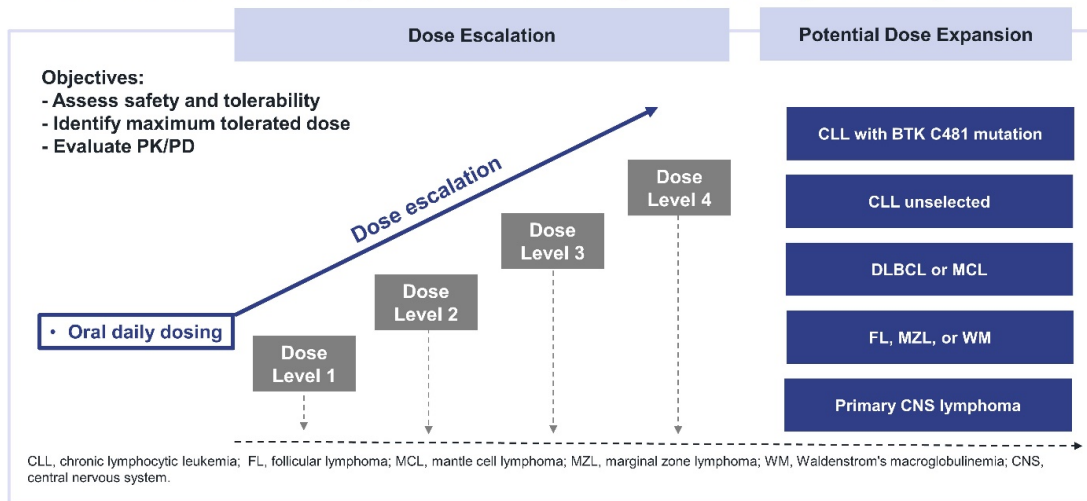 Dose Escalation
Potential Dose Expansion
Objectives:
- Assess safety and tolerability
- Identify maximum tolerated dose
- Evaluate PK/PD
Dose escalation
• Oral daily dosing
Dose
Level 1
Dose
Level 2
Dose
Level 3
Dose
Level 4
CLL with BTK C481 mutation
CLL unselected
DLBCL or MCL
FL, MZL, or WM
Primary CNS lymphoma
CLL, chronic lymphocytic leukemia; FL, follicular lymphoma; MCL, mantle cell lymphoma; MZL, marginal zone lymphoma; WM, Waldenstrom's macroglobulinemia; CNS,
central nervous system.